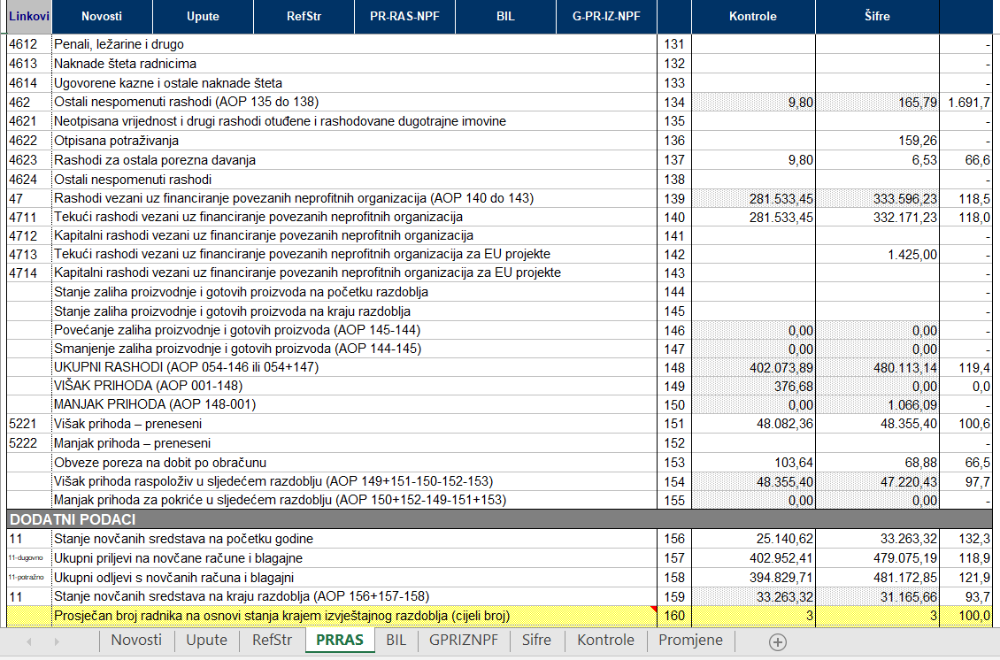 Linkovi Novosti Upute RefStr PR-RAS-NPF BIL G-PR-IZ-NPF Kontrole Šifre
4612 Penali, ležarine i drugo 131 -
4613 Naknade šteta radnicima 132 -
4614 Ugovorene kazne i ostale naknade šteta 133 -
462 Ostali nespomenuti rashodi (AOP 135 do 138) 134 9,80 165,79 1.691,7
4621 Neotpisana vrijednost i drugi rashodi otuđene i rashodovane dugotrajne imovine 135 -
4622 Otpisana potraživanja 136 159,26 -
4623 Rashodi za ostala porezna davanja 137 9,80 6,53 66,6
4624 Ostali nespomenuti rashodi 138 -
47 Rashodi vezani uz financiranje povezanih neprofitnih organizacija (AOP 140 do 143) 139 281.533,45 333.596,23 118,5
4711 Tekući rashodi vezani uz financiranje povezanih neprofitnih organizacija 140 281.533,45 332.171,23 118,0
4712 Kapitalni rashodi vezani uz financiranje povezanih neprofitnih organizacija 141 -
4713 Tekući rashodi vezani uz financiranje povezanih neprofitnih organizacija za EU projekte 142 1.425,00 -
4714 Kapitalni rashodi vezani uz financiranje povezanih neprofitnih organizacija za EU projekte 143 -
Stanje zaliha proizvodnje i gotovih proizvoda na početku razdoblja 144 -
Stanje zaliha proizvodnje i gotovih proizvoda na kraju razdoblja 145 -
Povećanje zaliha proizvodnje i gotovih proizvoda (AOP 145-144) 146 0,00 0,00 -
Smanjenje zaliha proizvodnje i gotovih proizvoda (AOP 144-145) 147 0,00 0,00 -
UKUPNI RASHODI (AOP 054-146 ili 054+147) 148 402.073,89 480.113,14 119,4
VIŠAK PRIHODA (AOP 001-148) 149 376,68 0,00 0,0
MANJAK PRIHODA (AOP 148-001) 150 0,00 1.066,09 -
5221 Višak prihoda – preneseni 151 48.082,36 48.355,40 100,6
5222 Manjak prihoda – preneseni 152 -
Obveze poreza na dobit po obračunu 153 103,64 68,88 66,5
Višak prihoda raspoloživ u sljedećem razdoblju (AOP 149+151-150-152-153) 154 48.355,40 47.220,43 97,7
Manjak prihoda za pokriće u sljedećem razdoblju (AOP 150+152-149-151+153) 155 0,00 0,00 -
DODATNI PODACI
11 Stanje novčanih sredstava na početku godine 156 25.140,62 33.263,32 132,3
11-dugovno Ukupni priljevi na novčane račune i blagajne 157 402.952,41 479.075,19 118,9
11-potražno Ukupni odljevi s novčanih računa i blagajni 158 394.829,71 481.172,85 121,9
11 Stanje novčanih sredstava na kraju razdoblja (AOP 156+157-158) 159 33.263,32 31.165,66 93,7
Prosječan broj radnika na osnovi stanja krajem izvještajnog razdoblja (cijeli broj) 160 3 3 100,0
Novosti Upute RefStr PRRAS BIL GPRIZNPF Sifre Kontrole Promjene